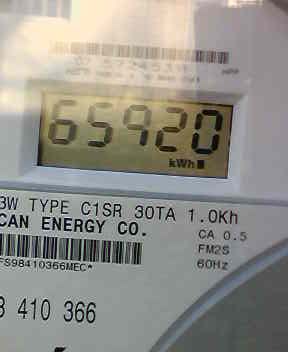 65920
kWh
3W TYPE C1SR 30TA 1.0Kh
CAN ENERGY CO.
CA 0.5
FM2S
60Hz
FS98410366MEC*
3 410 366